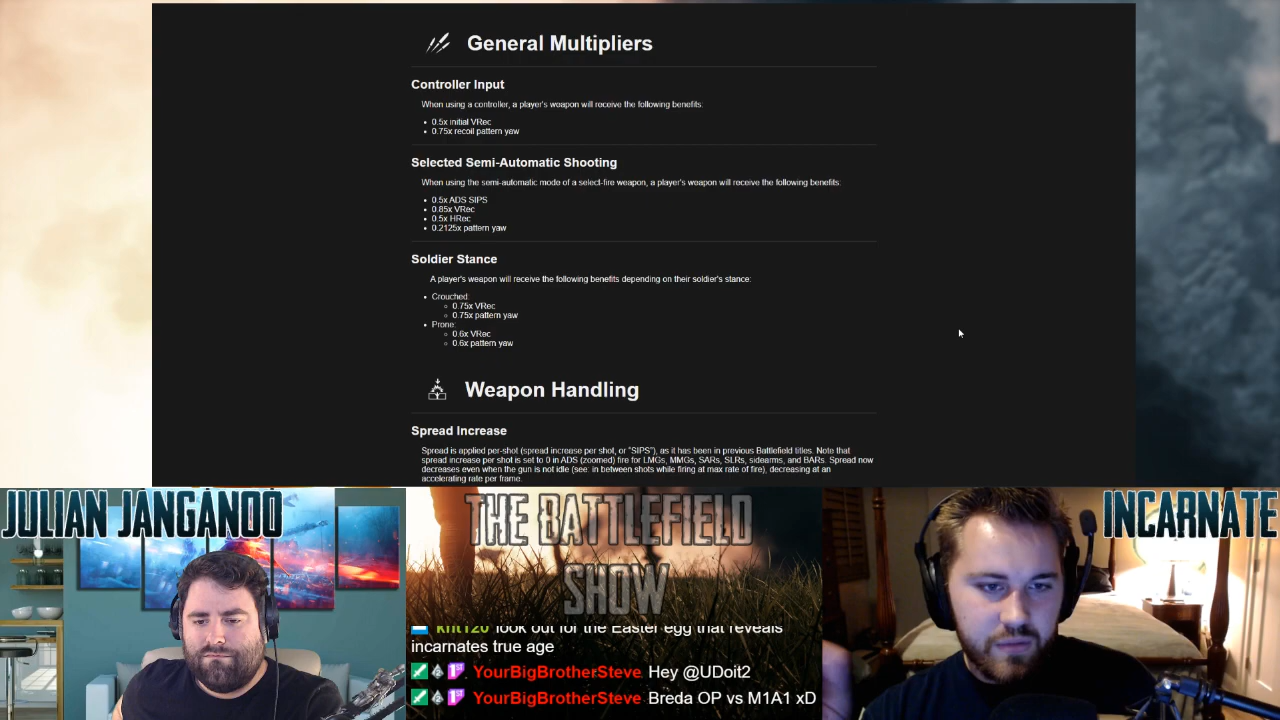 General Multipliers
Controller Input
When using a controller, a player's weapon will receive the following benefits:
• 0.5x initial VRec
• 0.75x recoil pattern yaw
Selected Semi-Automatic Shooting
When using the semi-automatic mode of a select-fire weapon, a player's weapon will receive the following benefits:
• 0.5x ADS SIPS
• 0.85x VRec
• 0.5x HRec
• 0.2125x pattern yaw
Soldier Stance
A player's weapon will receive the following benefits depending on their soldier's stance:
• Crouched:
○ 0.75x VRec
○ 0.75x pattern yaw
• Prone:
○ 0.6x VRec
○ 0.6x pattern yaw
Weapon Handling
Spread Increase
Spread is applied per-shot (spread increase per shot, or "SIPS"), as it has been in previous Battlefield titles. Note that
spread increase per shot is set to 0 in ADS (zoomed) fire for LMGs, MMGs, SARs, SLRs, sidearms, and BARs. Spread now
decreases even when the gun is not idle (see: in between shots while firing at max rate of fire), decreasing at an
accelerating rate per frame.
JULIAN JANGANOO
THE BATTLEFIELD
SHOW
INCARNATE
look out for the Easter egg that reveals
incarnates true age
1st YourBigBrotherSteve Hey @UDoit2
1st YourBigBrotherSteve Breda OP vs M1A1 xD